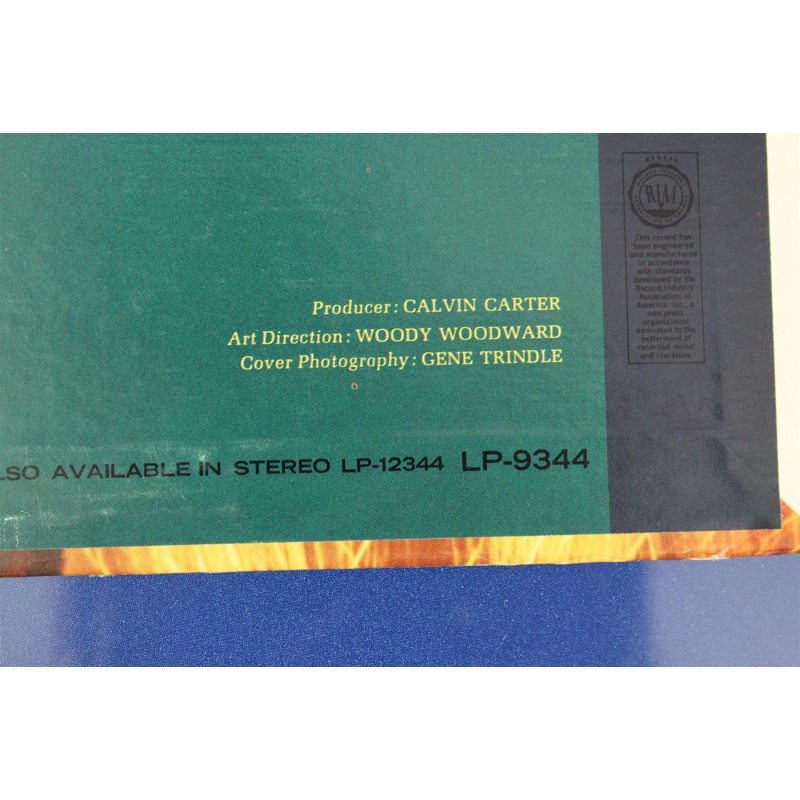 MEMBER
RIAA
This record has
been engineered
and manufactured
in accordance
with standards
developed by the
Record Industry
Association of
America, Inc., a
non-profit
organization
dedicated to the
betterment of
recorded music
and literature.
Producer: CALVIN CARTER
Art Direction: WOODY WOODWARD
Cover Photography: GENE TRINDLE
LSO AVAILABLE IN STEREO LP-12344 LP-9344